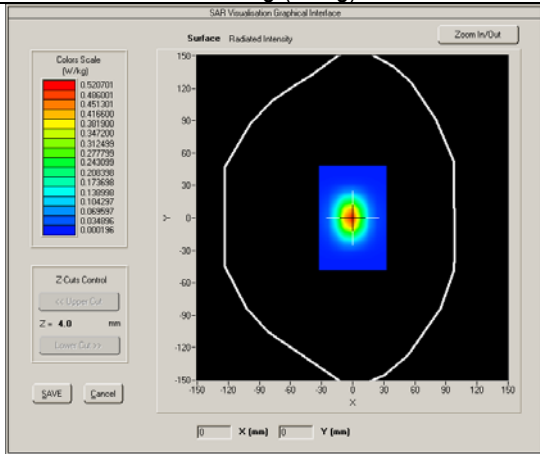 SAR Visualisation Graphical Interface
Surface Radiated Intensity
Zoom In/Out
Colors Scale
(W/kg)
0.520701
0.486001
0.451301
0.416600
0.381900
0.347200
0.312499
0.277799
0.243099
0.208398
0.173698
0.138998
0.104297
0.069597
0.034896
0.000196
Z-Cuts Control
<< Upper Cut
Z = 4.0 mm
Lower Cut >>
SAVE Cancel
150-
120-
90-
60-
30-
0-
-30-
-60-
-90-
-120-
-150-
Y
-150 -120 -90 -60 -30 0 30 60 90 120 150
X
0 X (mm) 0 Y (mm)